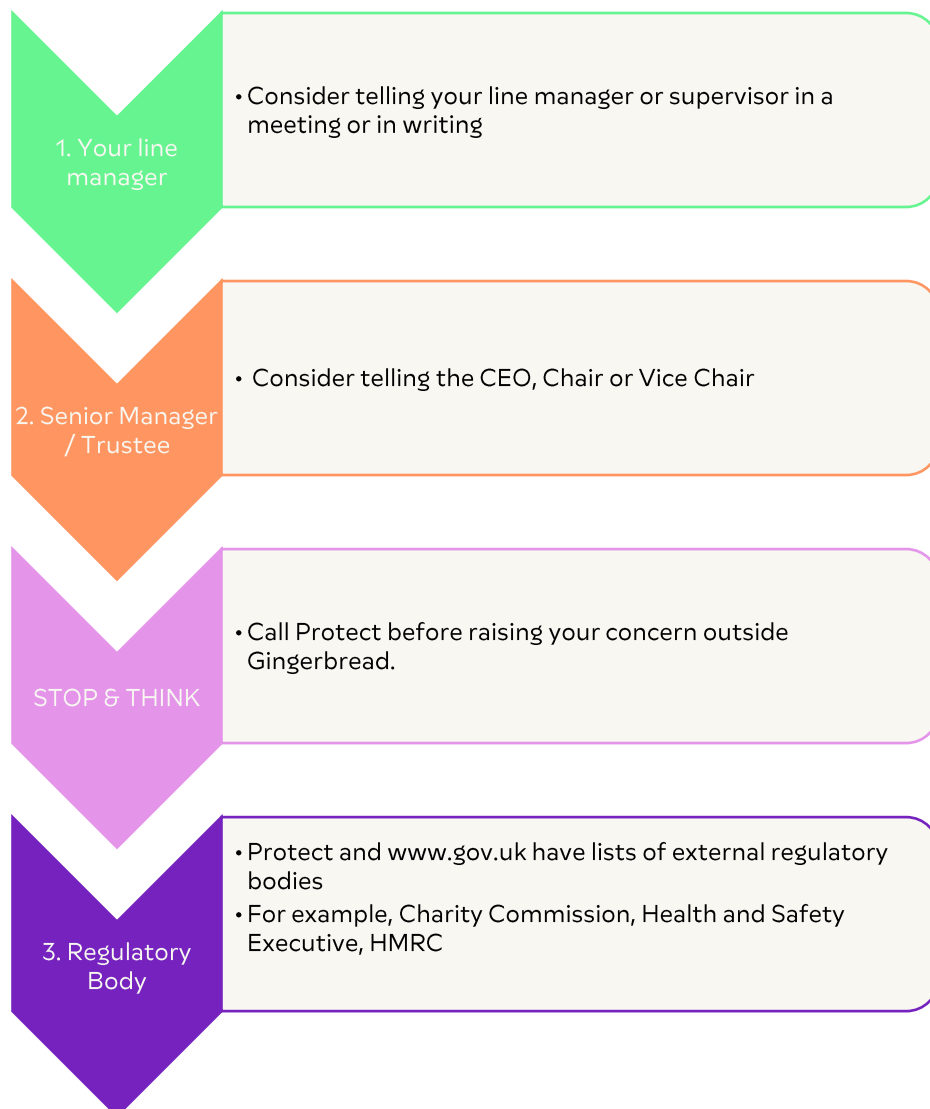 1. Your line
manager
• Consider telling your line manager or supervisor in a
meeting or in writing
2. Senior Manager
/ Trustee
• Consider telling the CEO, Chair or Vice Chair
STOP & THINK
• Call Protect before raising your concern outside
Gingerbread.
3. Regulatory
Body
• Protect and www.gov.uk have lists of external regulatory
bodies
• For example, Charity Commission, Health and Safety
Executive, HMRC